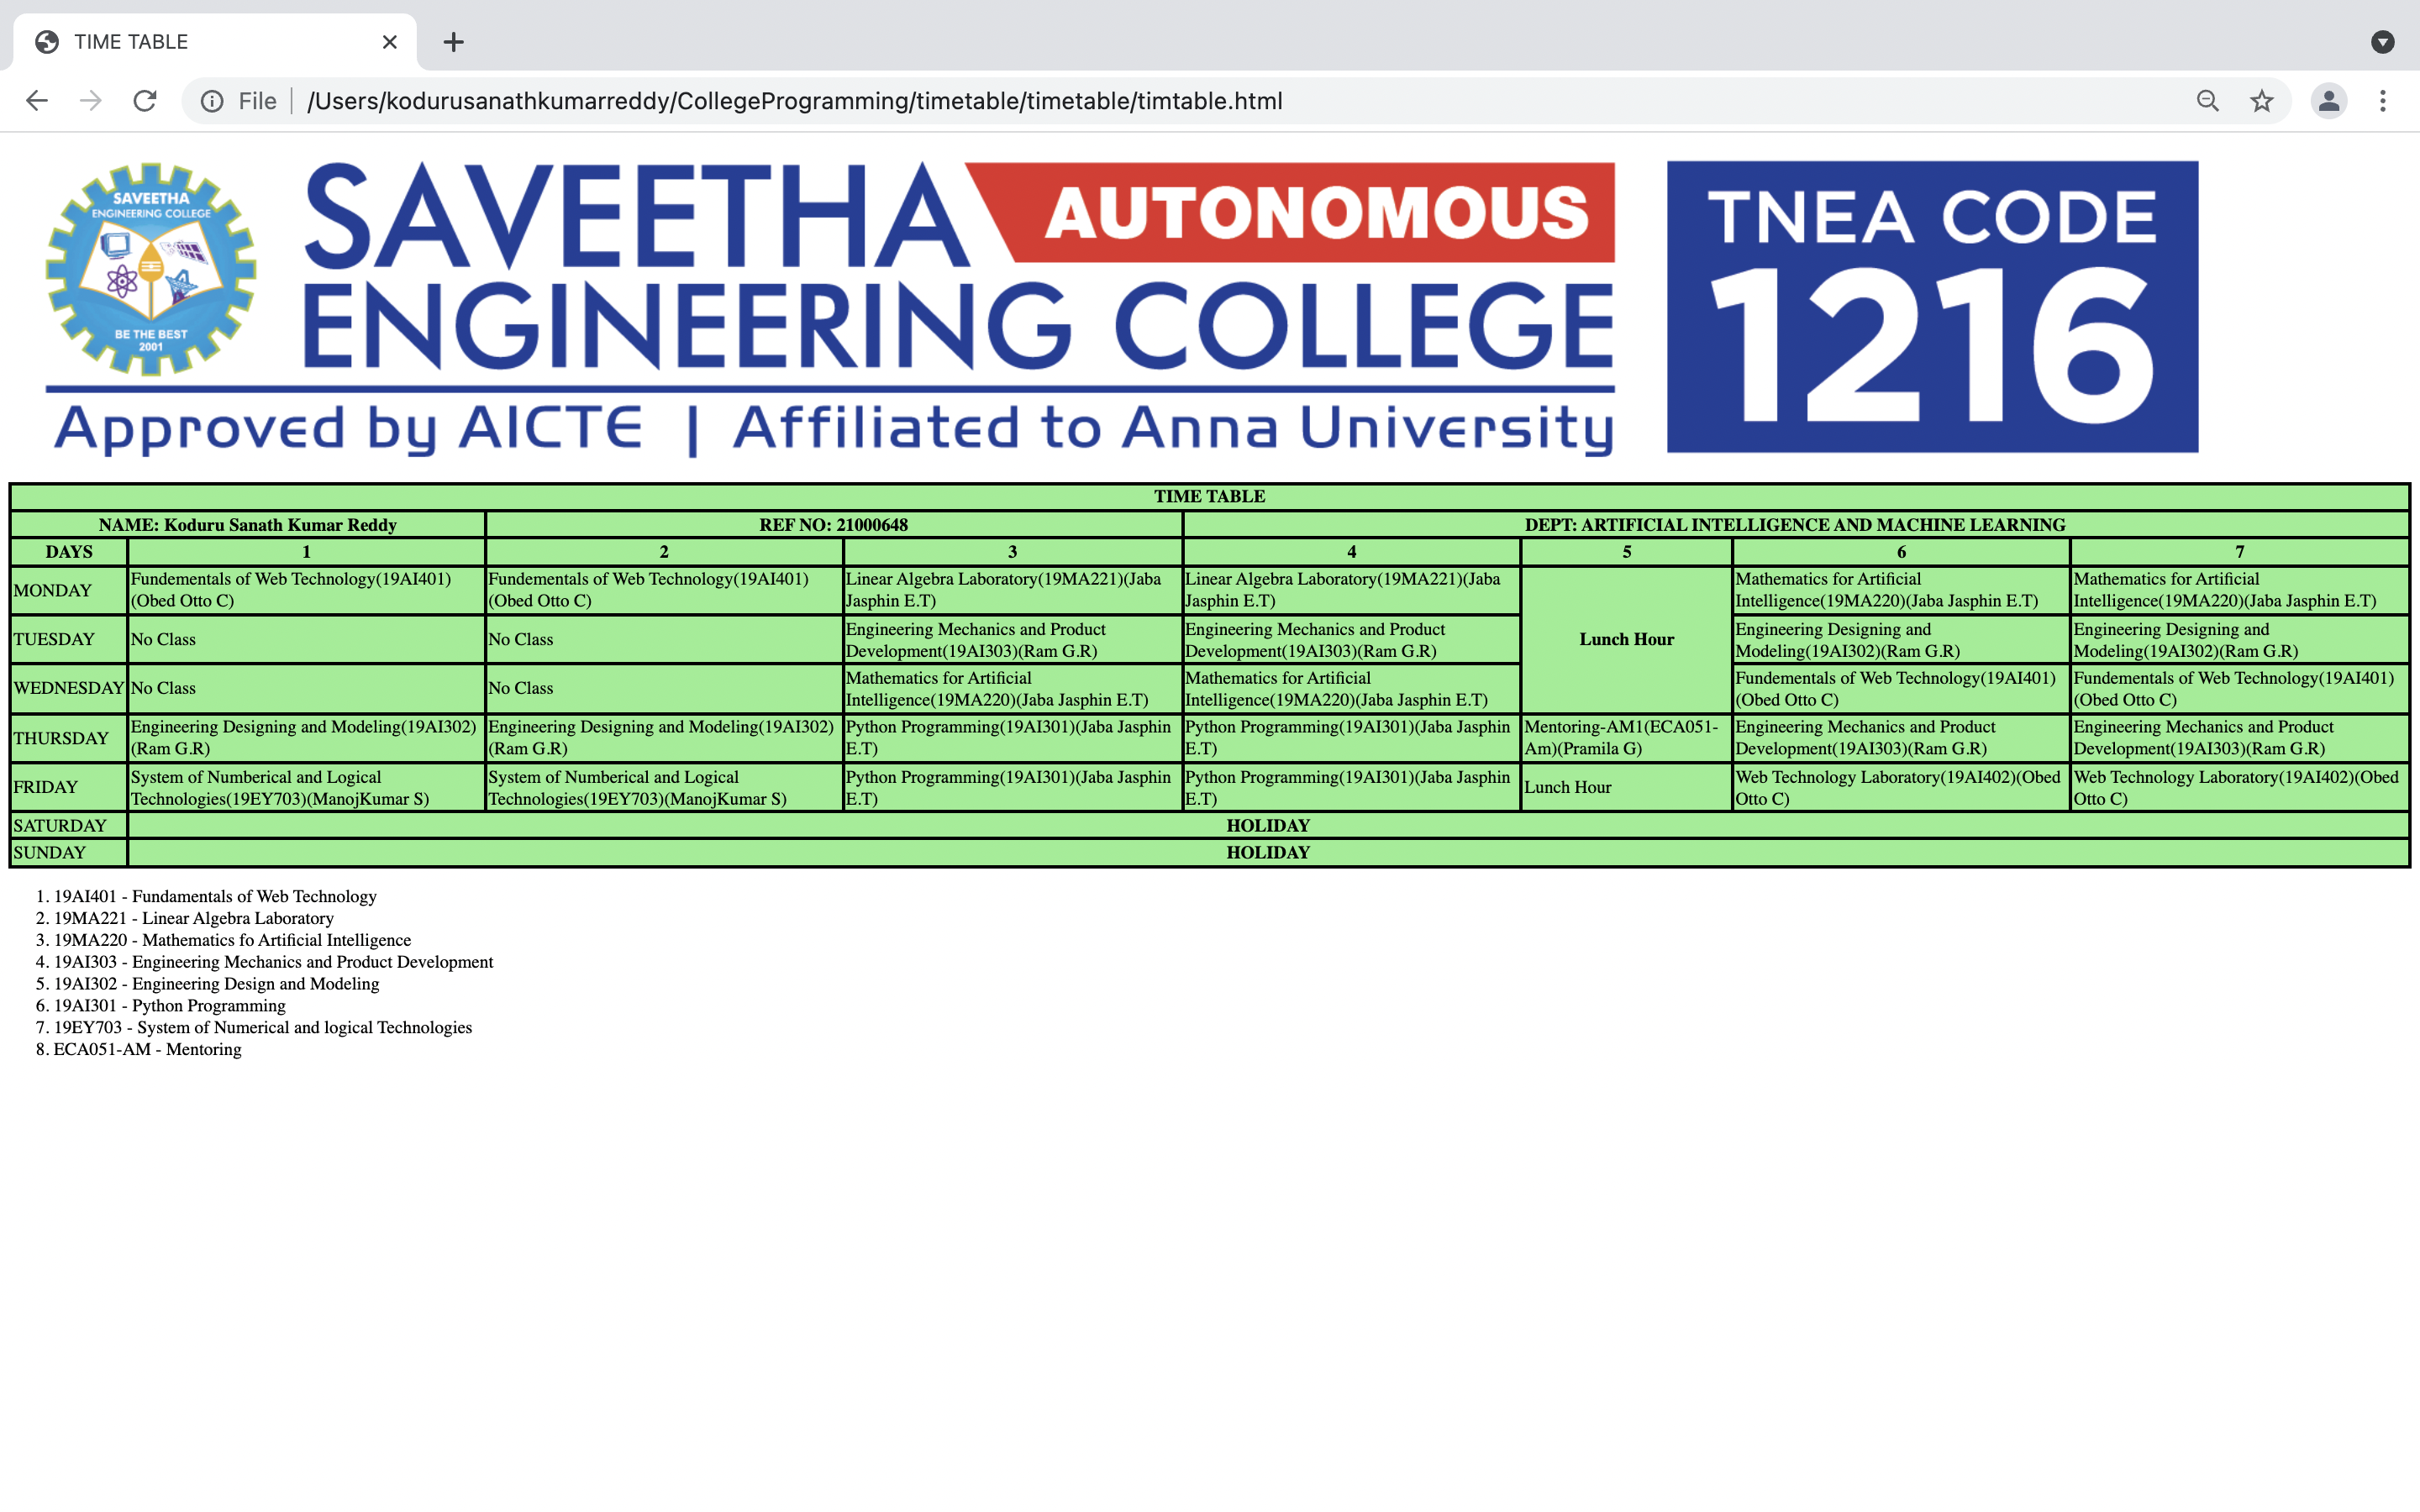 TIME TABLE
File
/Users/kodurusanathkumarreddy/CollegeProgramming/timetable/timetable/timtable.html
SAVEETHA
ENGINEERING COLLEGE
BE THE BEST
2001
SAVEETHA AUTONOMOUS
ENGINEERING COLLEGE
Approved by AICTE | Affiliated to Anna University
TNEA CODE
1216
TIME TABLE
NAME: Koduru Sanath Kumar Reddy REF NO: 21000648 DEPT: ARTIFICIAL INTELLIGENCE AND MACHINE LEARNING
DAYS 1 2 3 4 5 6 7
MONDAY
Fundementals of Web Technology(19AI401)
(Obed Otto C)
Fundementals of Web Technology(19AI401)
(Obed Otto C)
Linear Algebra Laboratory(19MA221)(Jaba
Jasphin E.T)
Linear Algebra Laboratory(19MA221)(Jaba
Jasphin E.T)
Lunch Hour
Mathematics for Artificial
Intelligence(19MA220)(Jaba Jasphin E.T)
Mathematics for Artificial
Intelligence(19MA220)(Jaba Jasphin E.T)
TUESDAY
No Class
No Class
Engineering Mechanics and Product
Development(19AI303)(Ram G.R)
Engineering Mechanics and Product
Development(19AI303)(Ram G.R)
Engineering Designing and
Modeling(19AI302)(Ram G.R)
Engineering Designing and
Modeling(19AI302)(Ram G.R)
WEDNESDAY
No Class
No Class
Mathematics for Artificial
Intelligence(19MA220)(Jaba Jasphin E.T)
Mathematics for Artificial
Intelligence(19MA220)(Jaba Jasphin E.T)
Fundementals of Web Technology(19AI401)
(Obed Otto C)
Fundementals of Web Technology(19AI401)
(Obed Otto C)
THURSDAY
Engineering Designing and Modeling(19AI302)
(Ram G.R)
Engineering Designing and Modeling(19AI302)
(Ram G.R)
Python Programming(19AI301)(Jaba Jasphin
E.T)
Python Programming(19AI301)(Jaba Jasphin
E.T)
Mentoring-AM1(ECA051-
Am)(Pramila G)
Engineering Mechanics and Product
Development(19AI303)(Ram G.R)
Engineering Mechanics and Product
Development(19AI303)(Ram G.R)
FRIDAY
System of Numberical and Logical
Technologies(19EY703)(ManojKumar S)
System of Numberical and Logical
Technologies(19EY703)(ManojKumar S)
Python Programming(19AI301)(Jaba Jasphin
E.T)
Python Programming(19AI301)(Jaba Jasphin
E.T)
Lunch Hour
Web Technology Laboratory(19AI402)(Obed
Otto C)
Web Technology Laboratory(19AI402)(Obed
Otto C)
SATURDAY HOLIDAY
SUNDAY HOLIDAY
1. 19AI401 - Fundamentals of Web Technology
2. 19MA221 - Linear Algebra Laboratory
3. 19MA220 - Mathematics fo Artificial Intelligence
4. 19AI303 - Engineering Mechanics and Product Development
5. 19AI302 - Engineering Design and Modeling
6. 19AI301 - Python Programming
7. 19EY703 - System of Numerical and logical Technologies
8. ECA051-AM - Mentoring